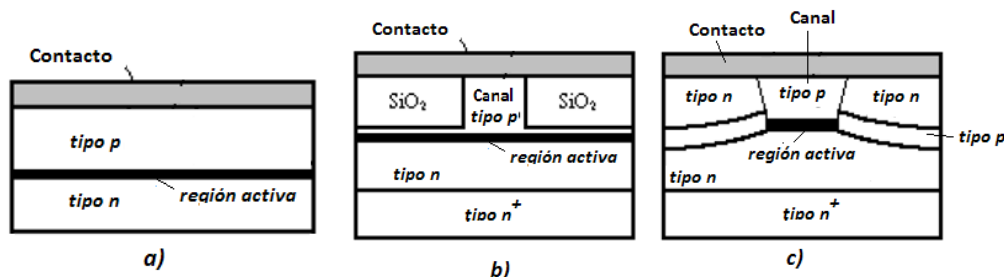 Contacto
tipo p
región activa
tipo n
a)
Contacto
SiO₂
Canal
tipo p
SiO₂
región activa
tipo n
tipo n⁺
b)
Canal
Contacto
tipo n
tipo p
tipo n
tipo p
región activa
tipo n
tipo n⁺
c)